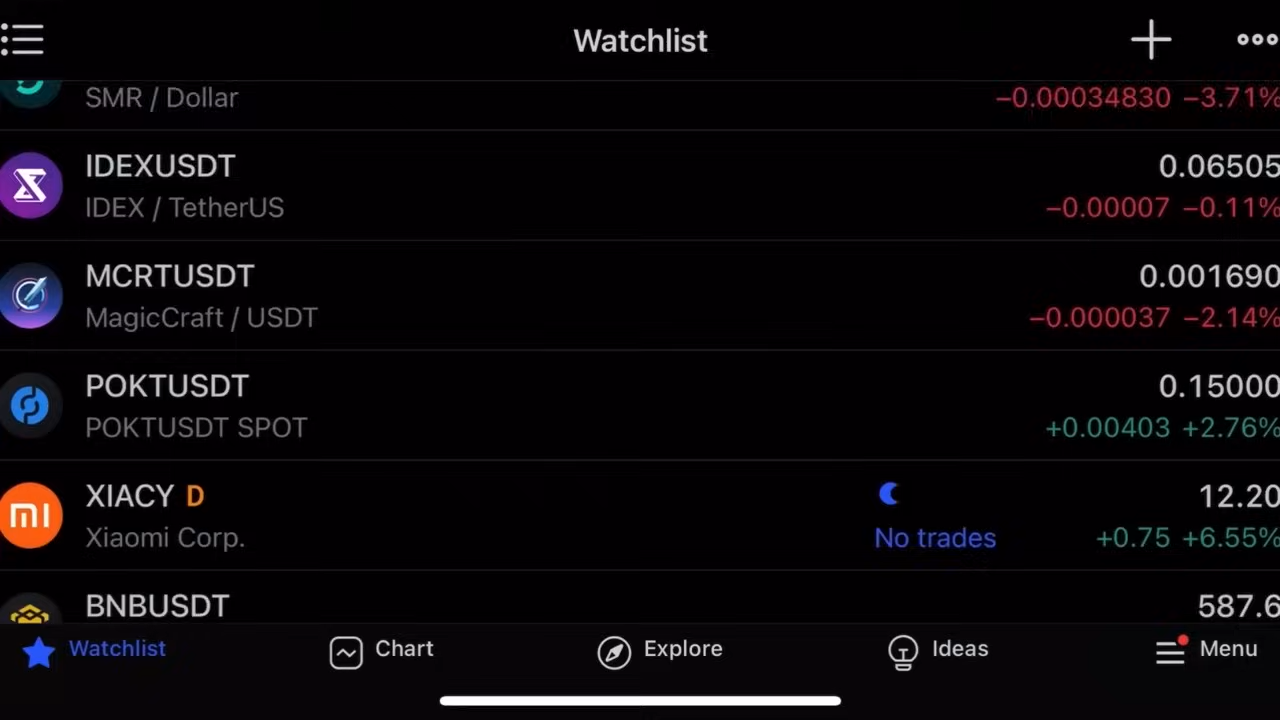 Watchlist
SMR / Dollar
−0.00034830 −3.71%
IDEXUSDT
0.06505
IDEX / TetherUS
−0.00007 −0.11%
MCRTUSDT
0.001690
MagicCraft / USDT
−0.000037 −2.14%
POKTUSDT
0.15000
POKTUSDT SPOT
+0.00403 +2.76%
XIACY D
12.20
Xiaomi Corp.
No trades
+0.75 +6.55%
BNBUSDT
587.6
Watchlist
Chart
Explore
Ideas
Menu